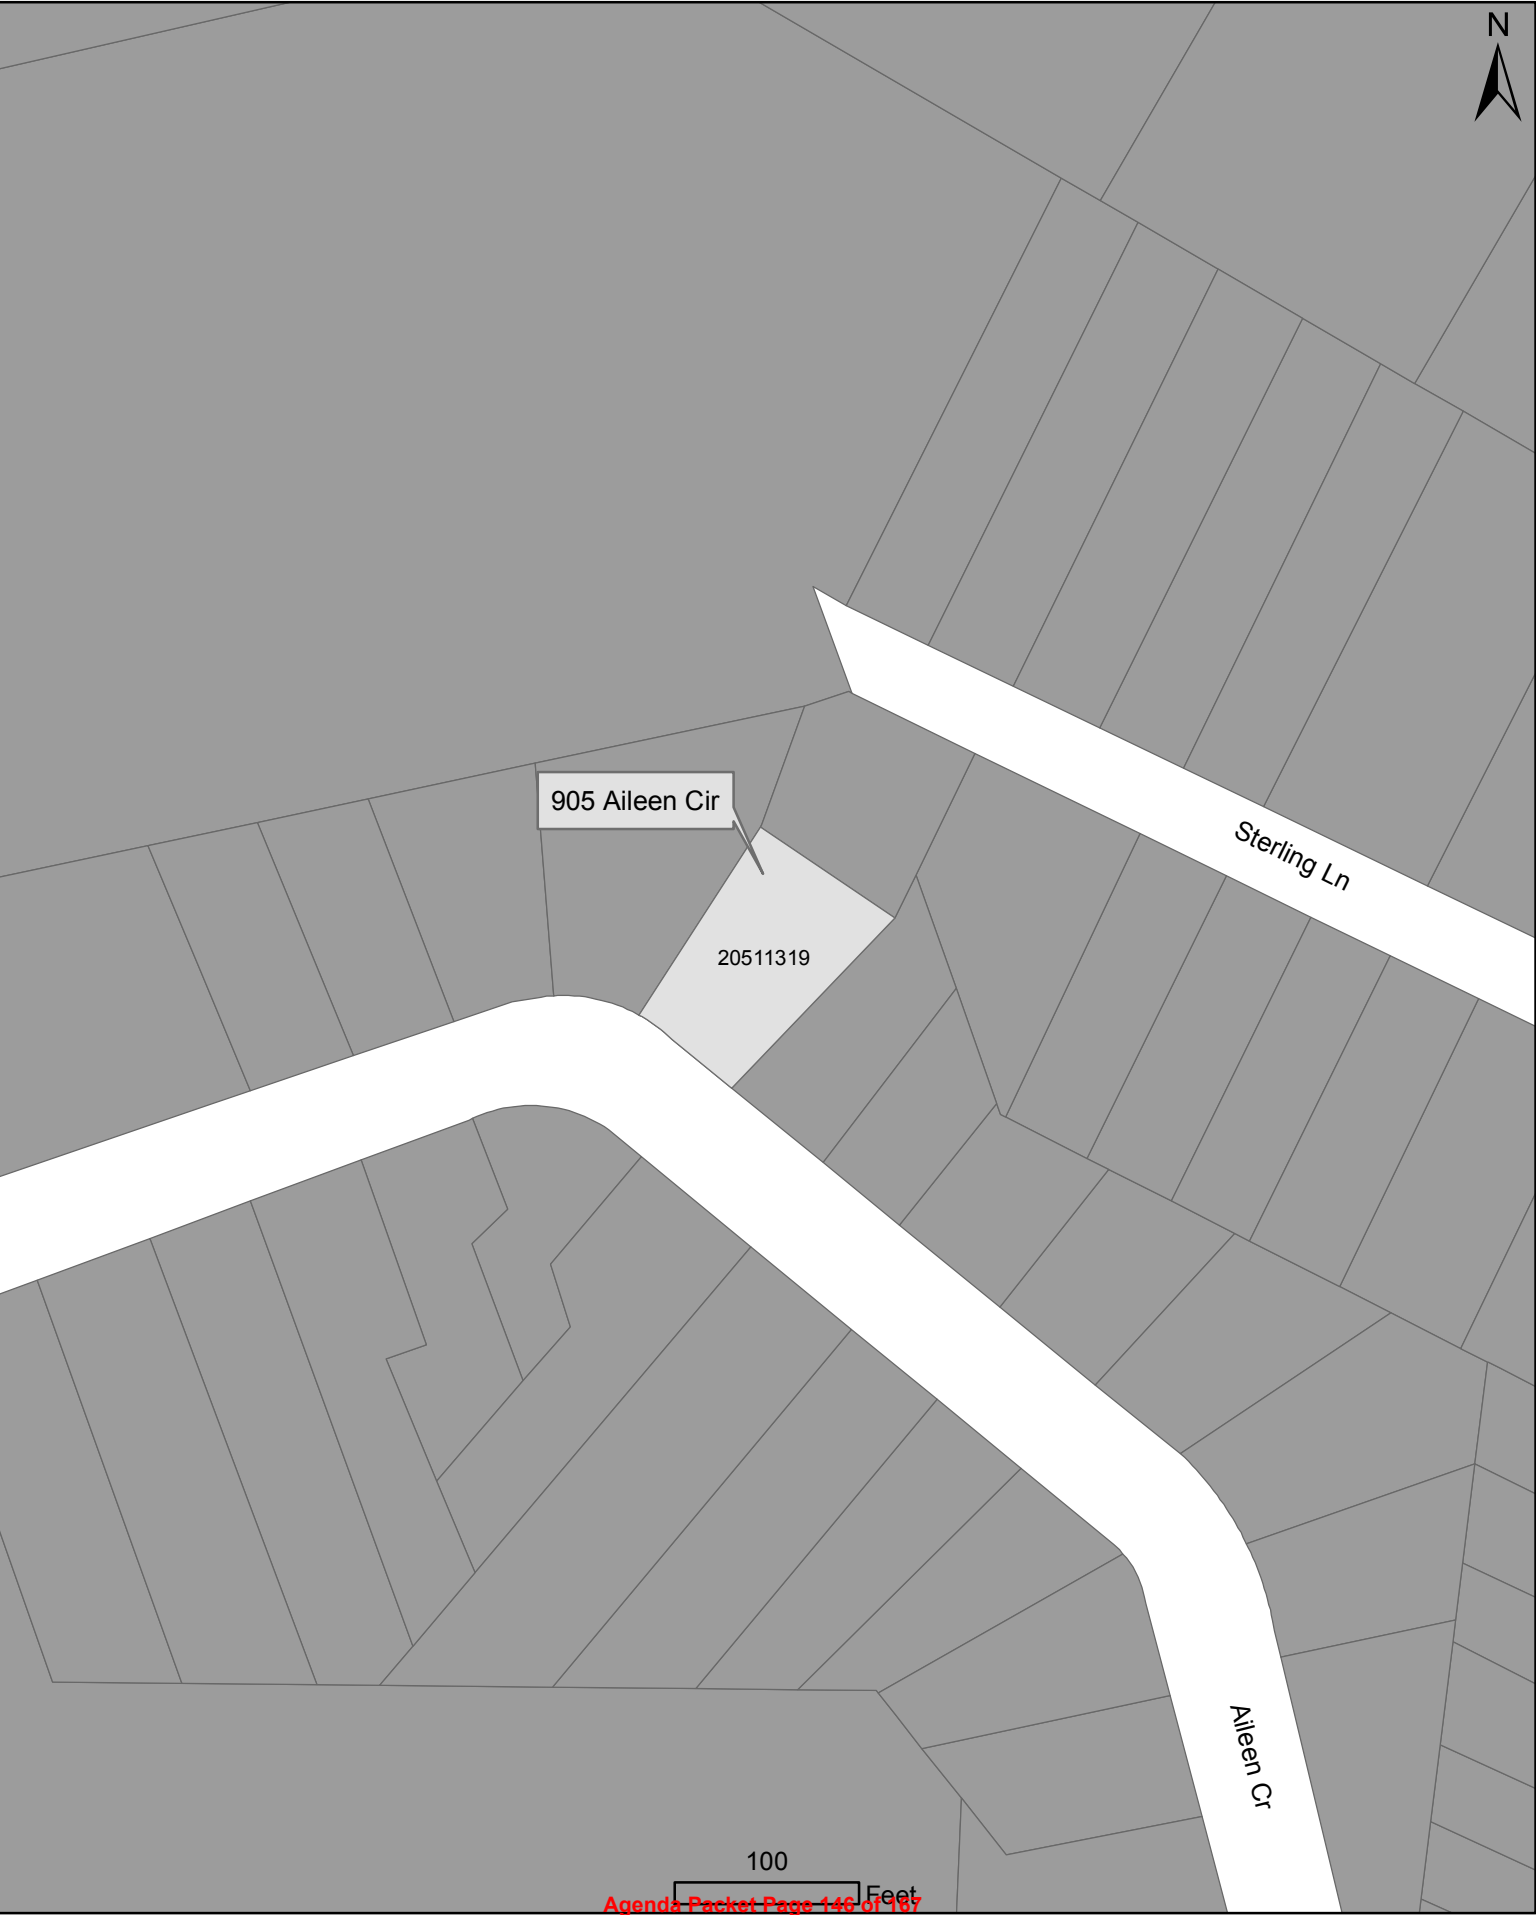 N
905 Aileen Cir
Sterling Ln
20511319
Aileen Cr
100
Feet
Agenda Packet Page 146 of 167